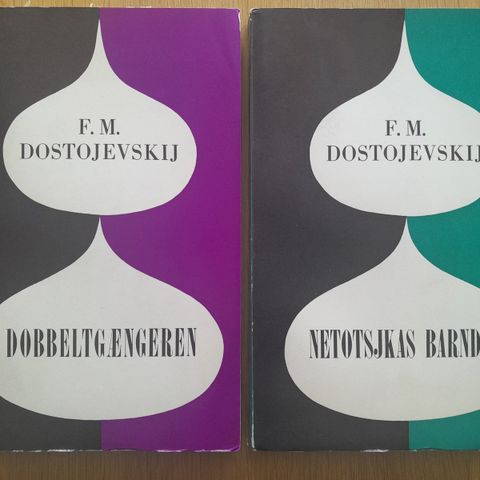 F. M.
DOSTOJEVSKIJ
DOBBELTGÆNGEREN
F. M.
DOSTOJEVSKIJ
NETOTSJKAS BARND